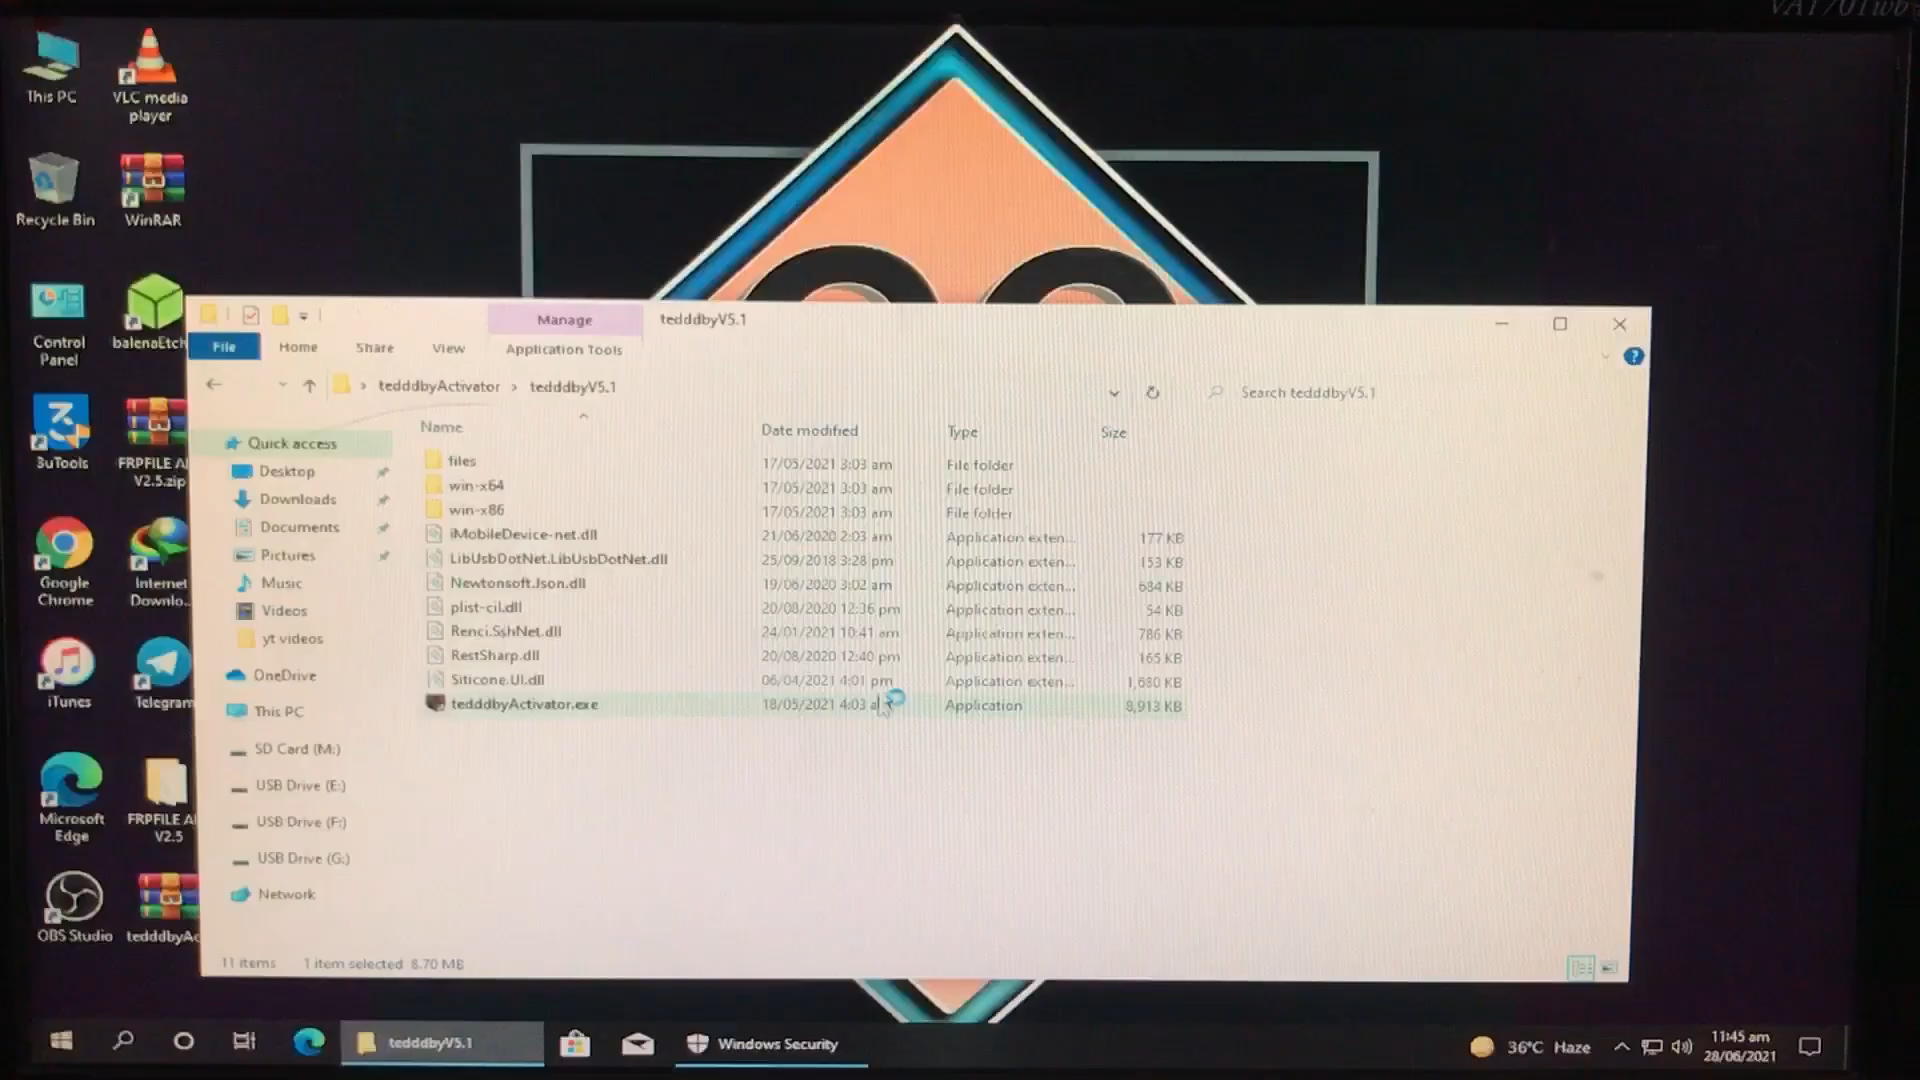 VA1701wb
This PC
VLC media
player
Recycle Bin
WinRAR
Control
Panel
balenaEtch
3uTools
FRPFILE AI
V2.5.zip
Google
Chrome
Internet
Downlo...
iTunes
Telegram
Microsoft
Edge
FRPFILE AI
V2.5
OBS Studio
tedddbyAc
Manage
tedddbyV5.1
File
Home
Share
View
Application Tools
tedddbyActivator > tedddbyV5.1
Search tedddbyV5.1
Name
Date modified
Type
Size
Quick access
Desktop
Downloads
Documents
Pictures
Music
Videos
yt videos
OneDrive
This PC
SD Card (M:)
USB Drive (E:)
USB Drive (F:)
USB Drive (G:)
Network
files 17/05/2021 3:03 am File folder
win-x64 17/05/2021 3:03 am File folder
win-x86 17/05/2021 3:03 am File folder
iMobileDevice-net.dll 21/06/2020 2:03 am Application exten... 177 KB
LibUsbDotNet.LibUsbDotNet.dll 25/09/2018 3:28 pm Application exten... 153 KB
Newtonsoft.Json.dll 19/06/2020 3:02 am Application exten... 684 KB
plist-cil.dll 20/08/2020 12:36 pm Application exten... 54 KB
Renci.SshNet.dll 24/01/2021 10:41 am Application exten... 786 KB
RestSharp.dll 20/08/2020 12:40 pm Application exten... 165 KB
Siticone.UI.dll 06/04/2021 4:01 pm Application exten... 1,680 KB
tedddbyActivator.exe 18/05/2021 4:03 a Application 8,913 KB
11 items 1 item selected 8.70 MB
tedddbyV5.1
Windows Security
36°C Haze
11:45 am
28/06/2021